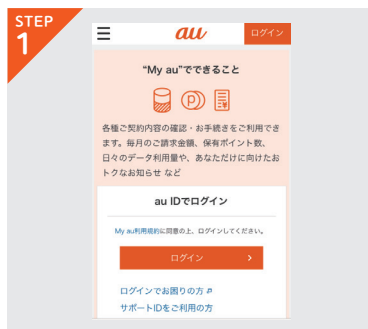 STEP
1
au
ログイン
“My au”でできること
各種ご契約内容の確認・お手続きをご利用でき
ます。毎月のご請求金額、保有ポイント数、
日々のデータ利用量や、あなただけに向けたお
トクなお知らせ など
au IDでログイン
My au利用規約に同意の上、ログインしてください。
ログイン
ログインでお困りの方
サポートIDをご利用の方